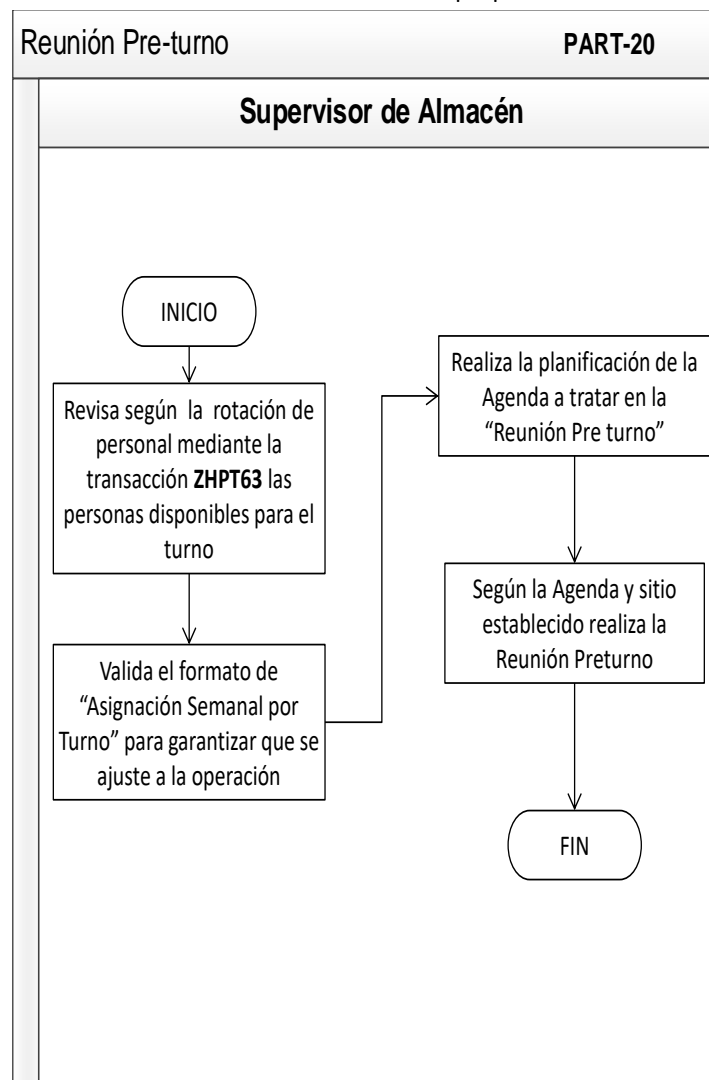 Reunión Pre-turno PART-20
Supervisor de Almacén
INICIO
Revisa según la rotación de
personal mediante la
transacción ZHPT63 las
personas disponibles para el
turno
Valida el formato de
“Asignación Semanal por
Turno” para garantizar que se
ajuste a la operación
Realiza la planificación de la
Agenda a tratar en la
“Reunión Pre turno”
Según la Agenda y sitio
establecido realiza la
Reunión Preturno
FIN